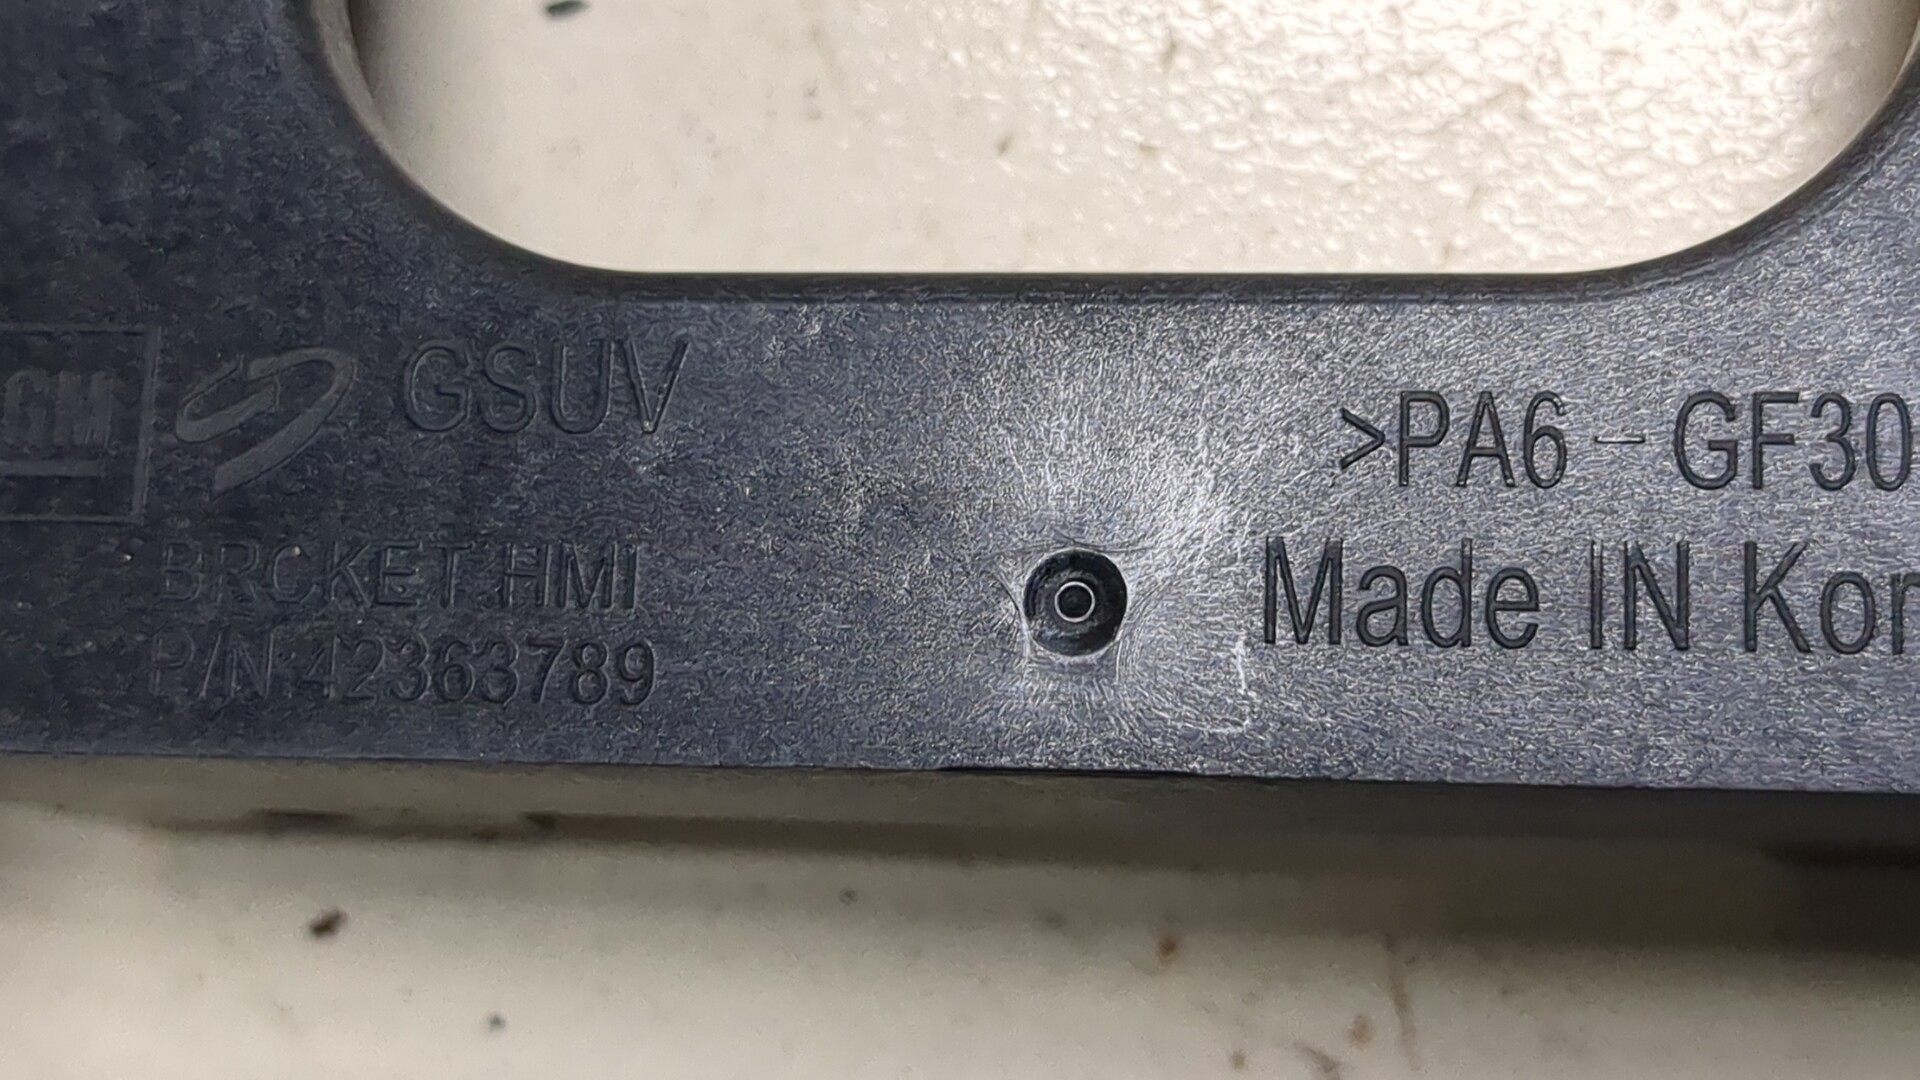 GM GSUV
BRCKET HMI
P/N:42363789
>PA6-GF30
Made IN Kor